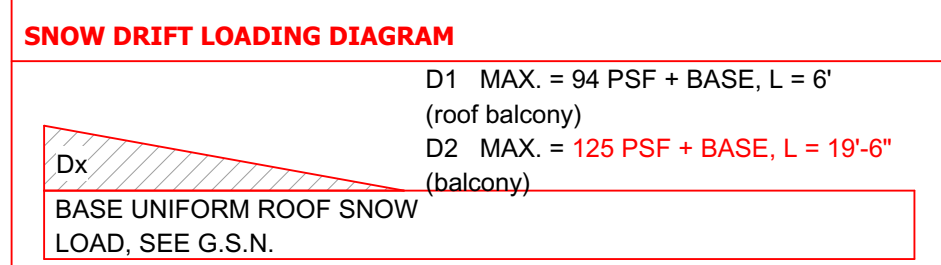 SNOW DRIFT LOADING DIAGRAM
D1 MAX. = 94 PSF + BASE, L = 6'
(roof balcony)
D2 MAX. = 125 PSF + BASE, L = 19'-6"
(balcony)
Dx
BASE UNIFORM ROOF SNOW
LOAD, SEE G.S.N.